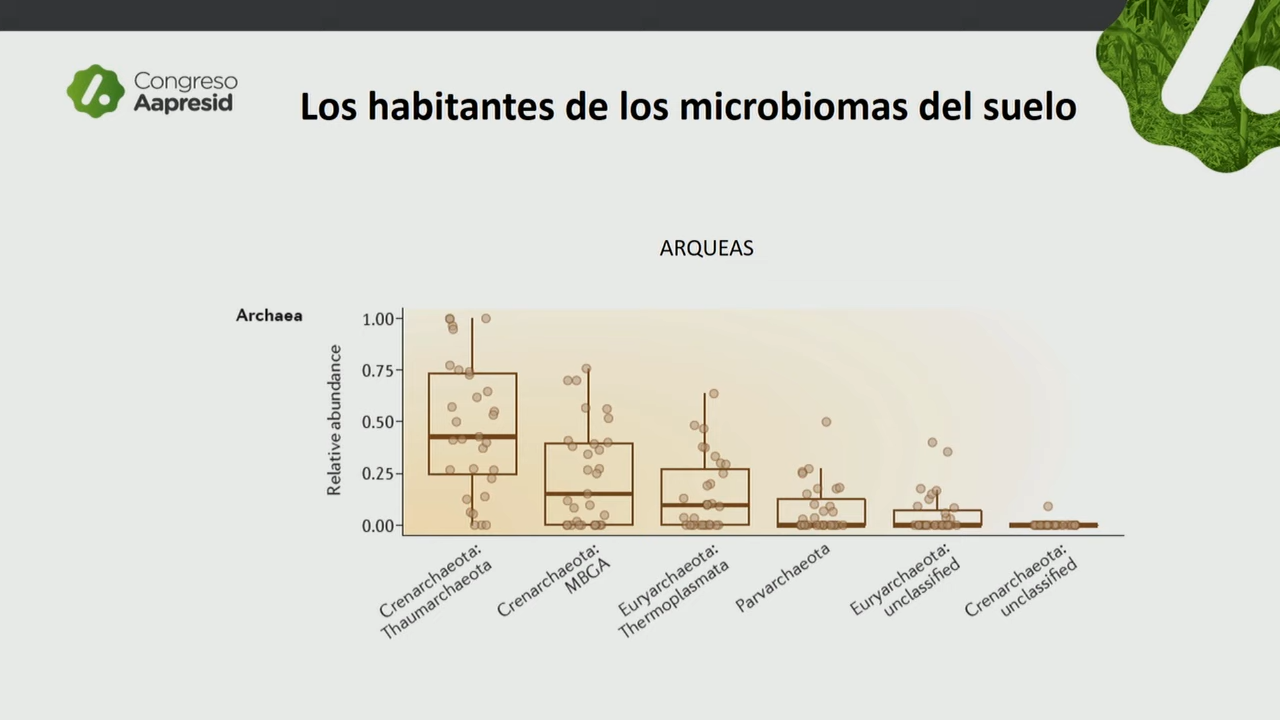 Congreso
Aapresid
Los habitantes de los microbiomas del suelo
ARQUEAS
Archaea
Relative abundance
1.00
0.75
0.50
0.25
0.00
Crenarchaeota:
Thaumarchaeota
Crenarchaeota:
MBGA
Euryarchaeota:
Thermoplasmata
Parvarchaeota
Euryarchaeota:
unclassified
Crenarchaeota:
unclassified